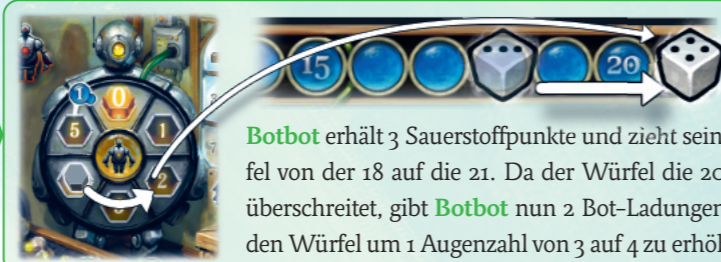 15
20
1
0
5
1
2
3
Botbot erhält 3 Sauerstoffpunkte und zieht sein
fel von der 18 auf die 21. Da der Würfel die 20
überschreitet, gibt Botbot nun 2 Bot-Ladungen
den Würfel um 1 Augenzahl von 3 auf 4 zu erhöh